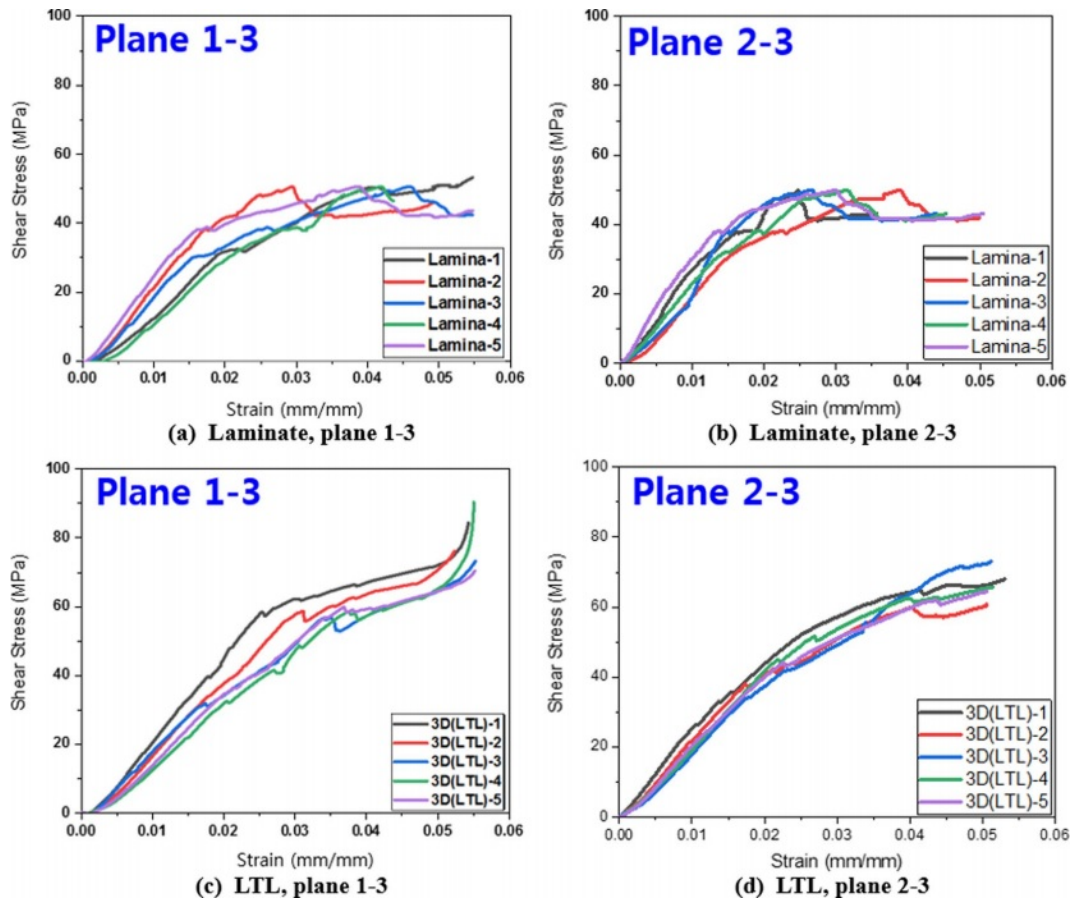 Plane 1-3
Shear Stress (MPa)
100
80
60
40
20
0
Lamina-1
Lamina-2
Lamina-3
Lamina-4
Lamina-5
0.00 0.01 0.02 0.03 0.04 0.05 0.06
Strain (mm/mm)
(a) Laminate, plane 1-3
Plane 2-3
Shear Stress (MPa)
100
80
60
40
20
0
Lamina-1
Lamina-2
Lamina-3
Lamina-4
Lamina-5
0.00 0.01 0.02 0.03 0.04 0.05 0.06
Strain (mm/mm)
(b) Laminate, plane 2-3
Plane 1-3
Shear Stress (MPa)
100
80
60
40
20
0
3D(LTL)-1
3D(LTL)-2
3D(LTL)-3
3D(LTL)-4
3D(LTL)-5
0.00 0.01 0.02 0.03 0.04 0.05 0.06
Strain (mm/mm)
(c) LTL, plane 1-3
Plane 2-3
Shear Stress (MPa)
100
80
60
40
20
0
3D(LTL)-1
3D(LTL)-2
3D(LTL)-3
3D(LTL)-4
3D(LTL)-5
0.00 0.01 0.02 0.03 0.04 0.05 0.06
Strain (mm/mm)
(d) LTL, plane 2-3